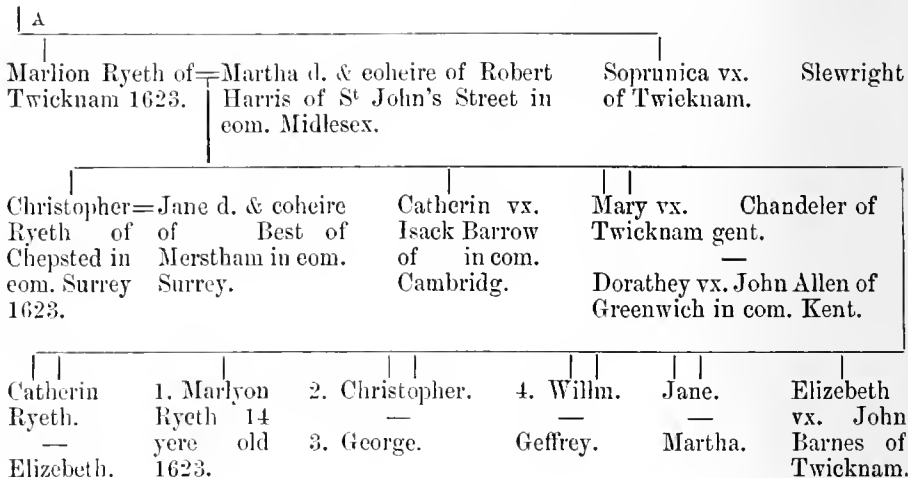 A
Marlion Ryeth of=Martha d. & coheire of Robert
Twicknam 1623. Harris of St John's Street in
com. Midlesex.
Soprunica vx. Slewright
of Twicknam.
Christopher=Jane d. & coheire
Ryeth of of Best of
Chepsted in Merstham in com.
com. Surrey Surrey.
1623.
Catherin vx.
Isack Barrow
of in com.
Cambridg.
Mary vx. Chandeler of
Twicknam gent.
—
Dorathey vx. John Allen of
Greenwich in com. Kent.
Catherin
Ryeth.
—
Elizebeth.
1. Marlyon
Ryeth 14
yere old
1623.
2. Christopher.
—
3. George.
4. Willm.
—
Geffrey.
Jane.
—
Martha.
Elizebeth
vx. John
Barnes of
Twicknam.